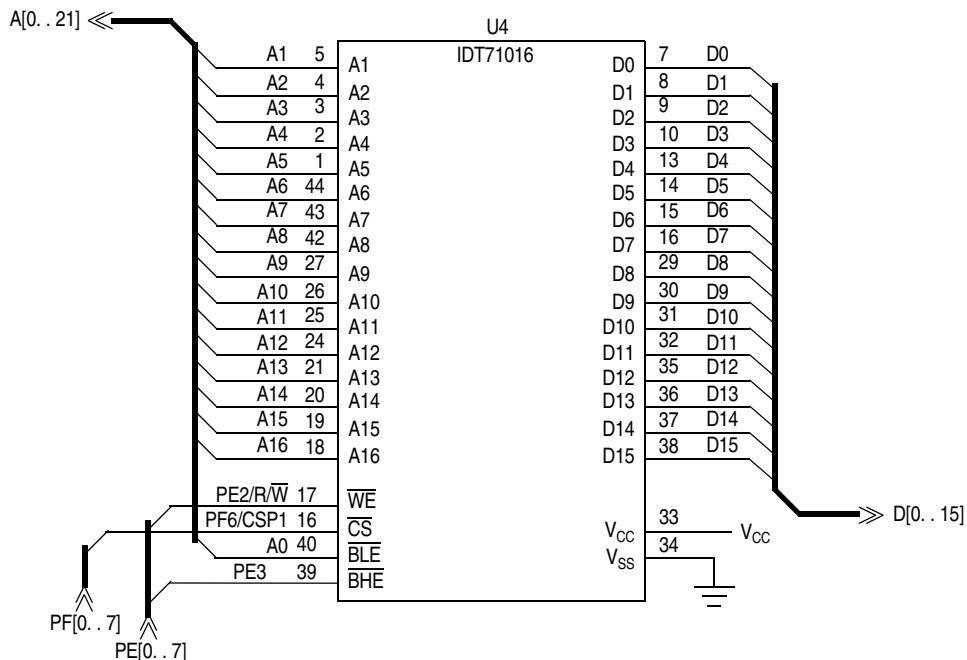 A[0. . 21]
U4
IDT71016
A1 5 A1 D0 7 D0
A2 4 A2 D1 8 D1
A3 3 A3 D2 9 D2
A4 2 A4 D3 10 D3
A5 1 A5 D4 13 D4
A6 44 A6 D5 14 D5
A7 43 A7 D6 15 D6
A8 42 A8 D7 16 D7
A9 27 A9 D8 29 D8
A10 26 A10 D9 30 D9
A11 25 A11 D10 31 D10
A12 24 A12 D11 32 D11
A13 21 A13 D12 35 D12
A14 20 A14 D13 36 D13
A15 19 A15 D14 37 D14
A16 18 A16 D15 38 D15
PE2/R/W̅ 17 W̅E̅
D[0. . 15]
PF6/CSP1 16 C̅S̅ VCC 33 VCC
A0 40 B̅L̅E̅ VSS 34
PE3 39 B̅H̅E̅
PF[0. . 7]
PE[0. . 7]